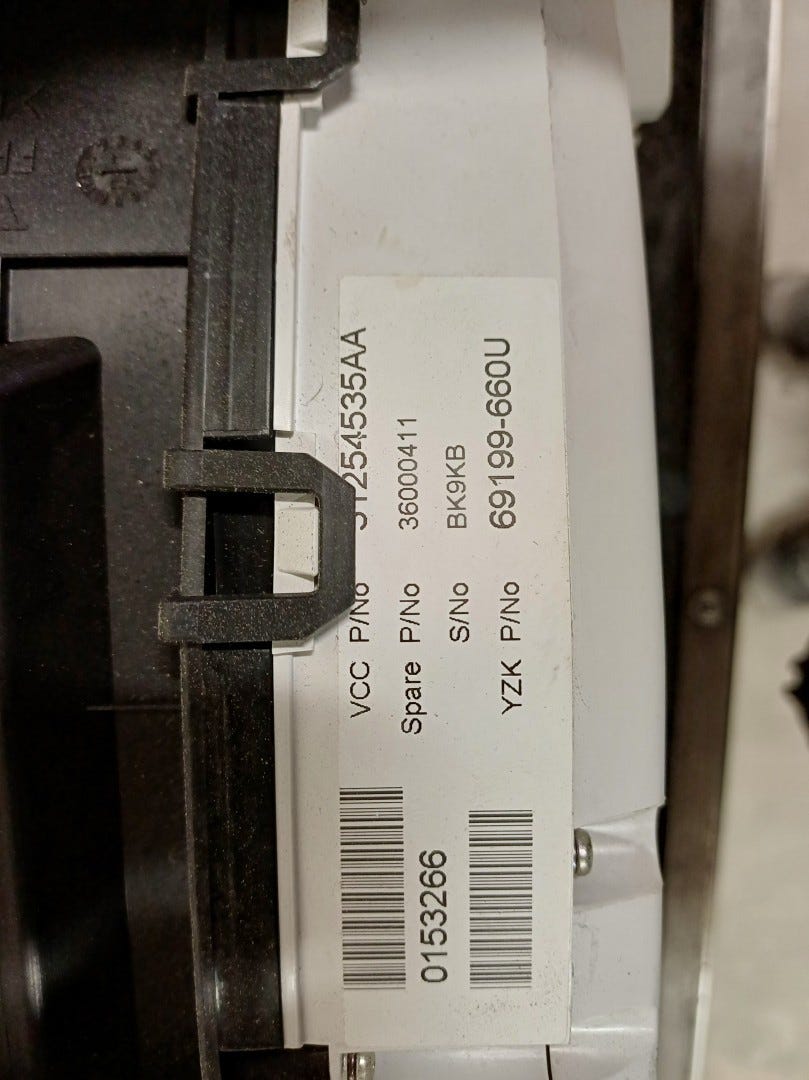 0153266
VCC P/No 31254535AA
Spare P/No 36000411
S/No BK9KB
YZK P/No 69199-660U